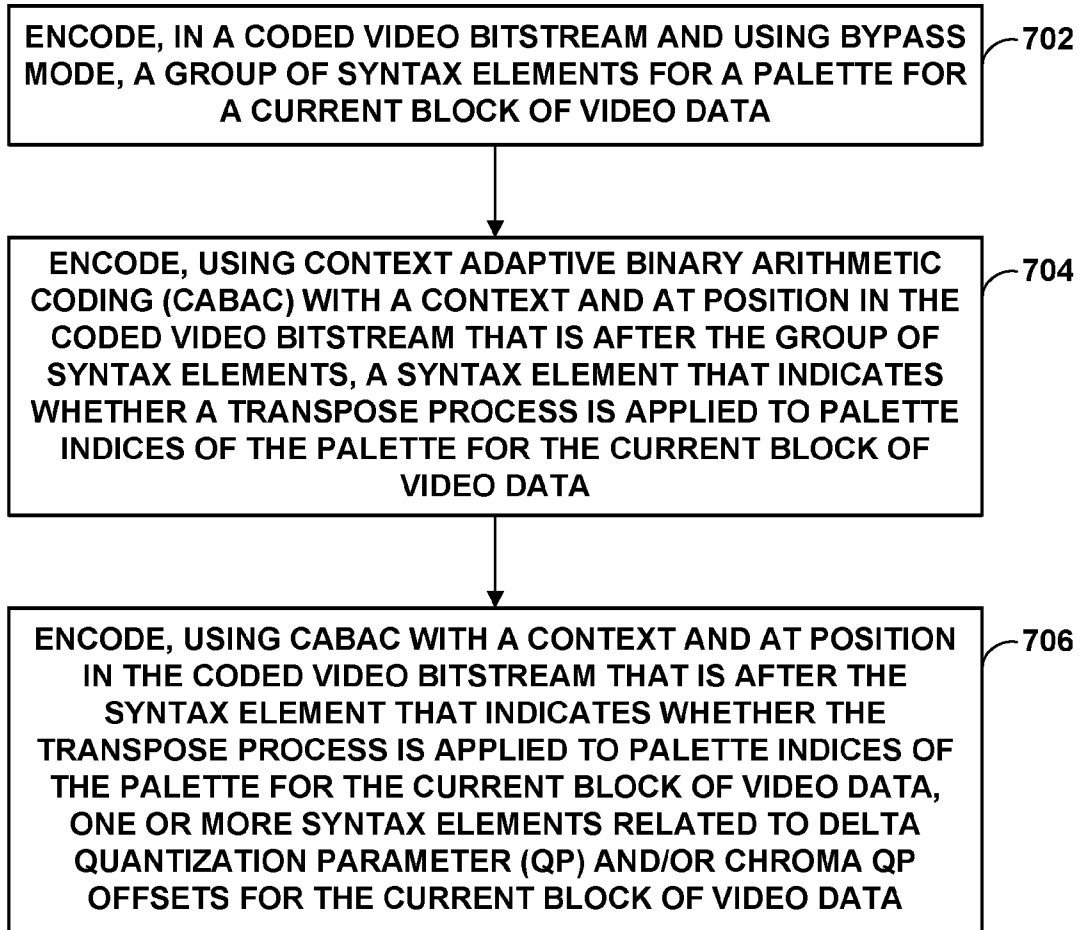 ENCODE, IN A CODED VIDEO BITSTREAM AND USING BYPASS
MODE, A GROUP OF SYNTAX ELEMENTS FOR A PALETTE FOR
A CURRENT BLOCK OF VIDEO DATA
702
ENCODE, USING CONTEXT ADAPTIVE BINARY ARITHMETIC
CODING (CABAC) WITH A CONTEXT AND AT POSITION IN THE
CODED VIDEO BITSTREAM THAT IS AFTER THE GROUP OF
SYNTAX ELEMENTS, A SYNTAX ELEMENT THAT INDICATES
WHETHER A TRANSPOSE PROCESS IS APPLIED TO PALETTE
INDICES OF THE PALETTE FOR THE CURRENT BLOCK OF
VIDEO DATA
704
ENCODE, USING CABAC WITH A CONTEXT AND AT POSITION
IN THE CODED VIDEO BITSTREAM THAT IS AFTER THE
SYNTAX ELEMENT THAT INDICATES WHETHER THE
TRANSPOSE PROCESS IS APPLIED TO PALETTE INDICES OF
THE PALETTE FOR THE CURRENT BLOCK OF VIDEO DATA,
ONE OR MORE SYNTAX ELEMENTS RELATED TO DELTA
QUANTIZATION PARAMETER (QP) AND/OR CHROMA QP
OFFSETS FOR THE CURRENT BLOCK OF VIDEO DATA
706